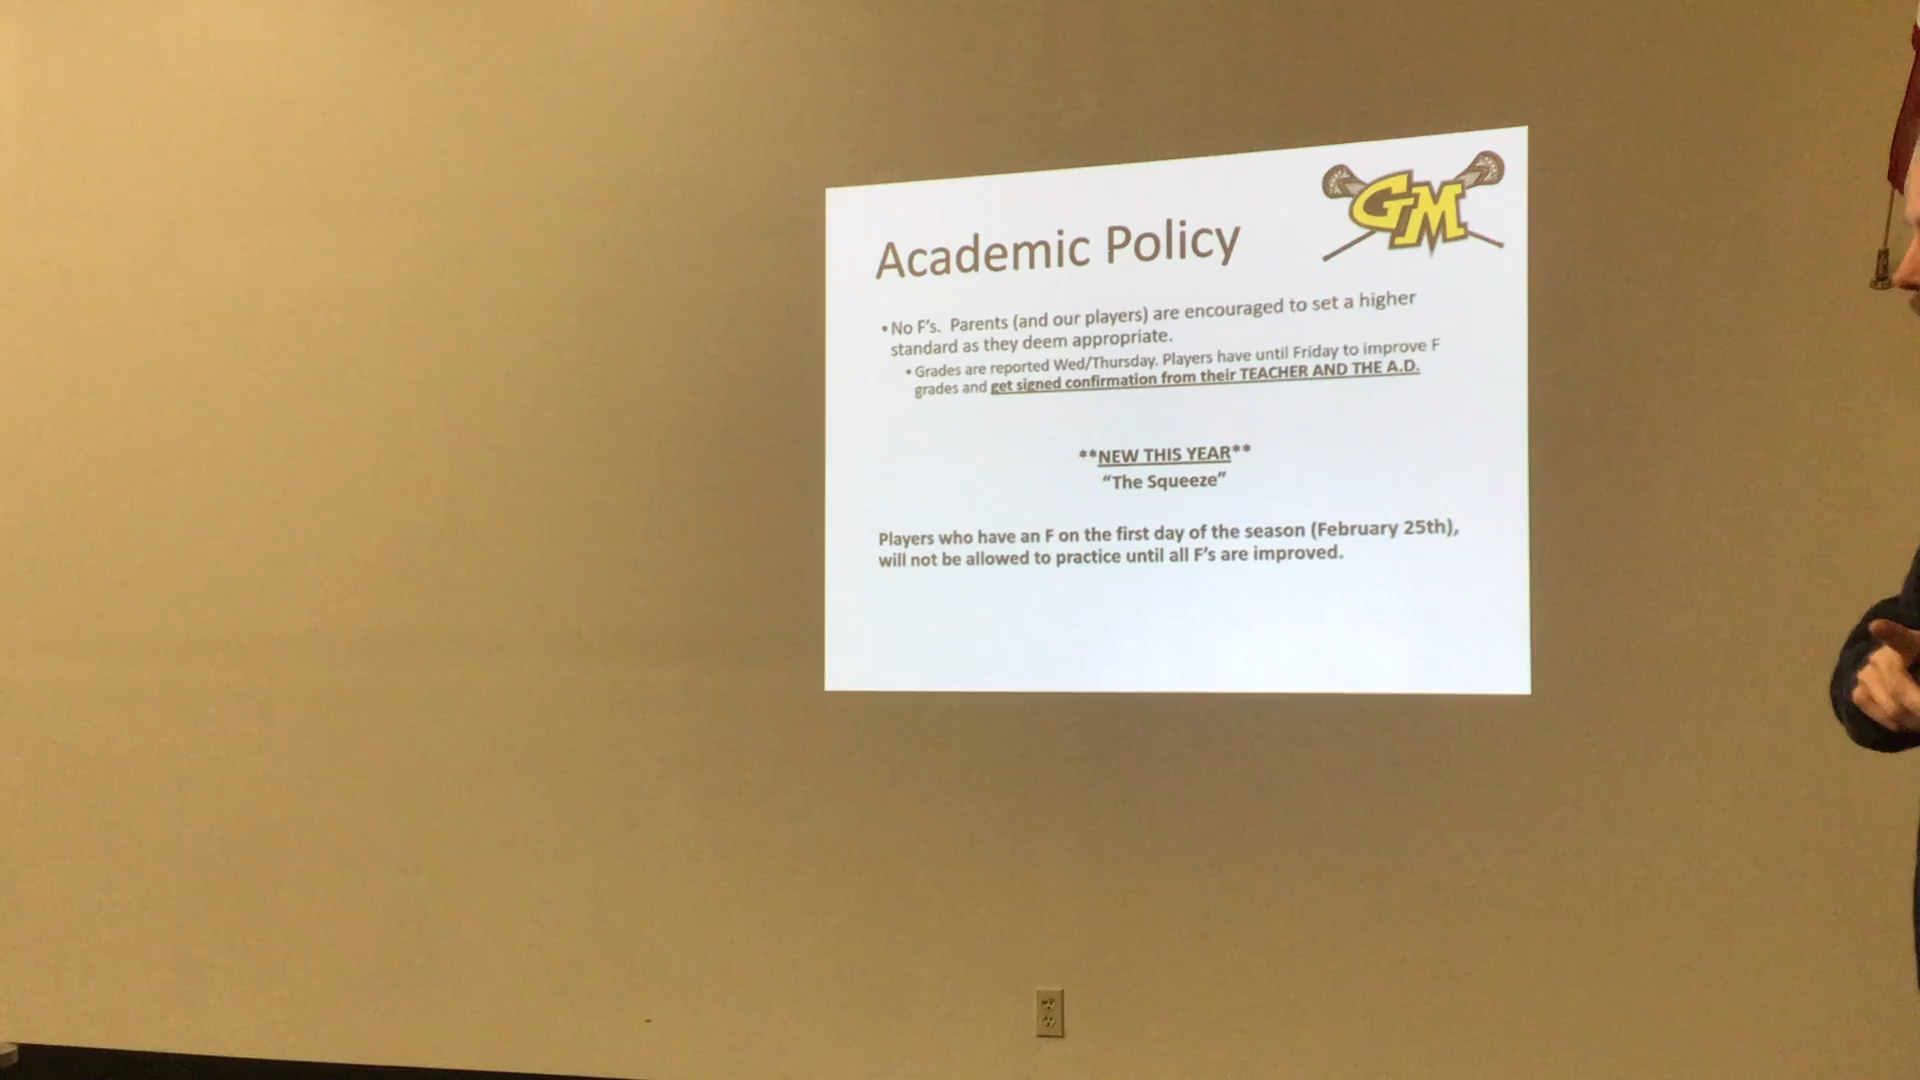 GM
Academic Policy
• No F's. Parents (and our players) are encouraged to set a higher
standard as they deem appropriate.
• Grades are reported Wed/Thursday. Players have until Friday to improve F
grades and get signed confirmation from their TEACHER AND THE A.D.
**NEW THIS YEAR**
“The Squeeze”
Players who have an F on the first day of the season (February 25th),
will not be allowed to practice until all F's are improved.